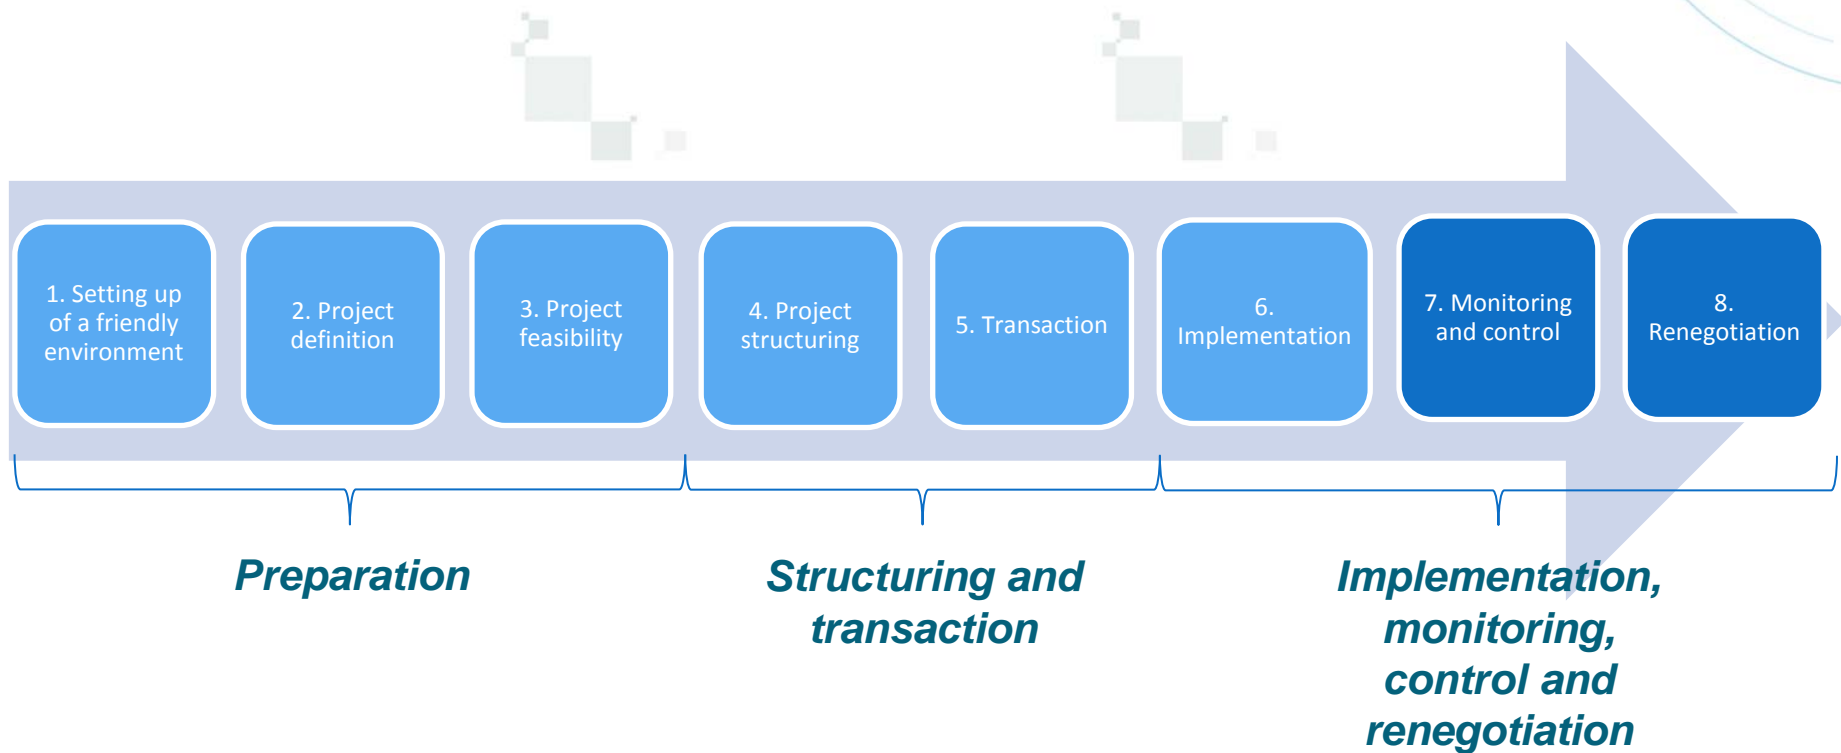 1. Setting up
of a friendly
environment
2. Project
definition
3. Project
feasibility
4. Project
structuring
5. Transaction
6.
Implementation
7. Monitoring
and control
8.
Renegotiation
Preparation
Structuring and
transaction
Implementation,
monitoring,
control and
renegotiation